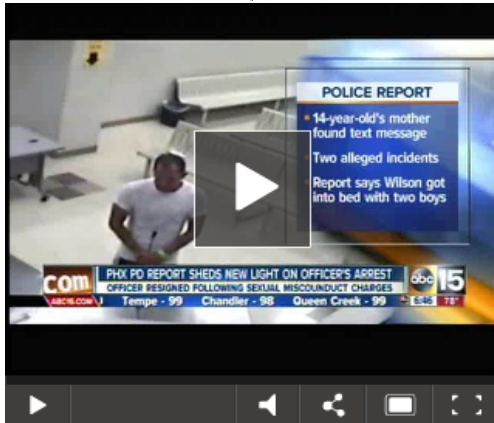 POLICE REPORT
14-year-old's mother
found text message
Two alleged incidents
Report says Wilson got
into bed with two boys
com
PHX PD REPORT SHEDS NEW LIGHT ON OFFICER'S ARREST
OFFICER RESIGNED FOLLOWING SEXUAL MISCOUNDUCT CHARGES
abc 15
ABC15.COM Tempe - 99 Chandler - 98 Queen Creek - 99 6:46 78°